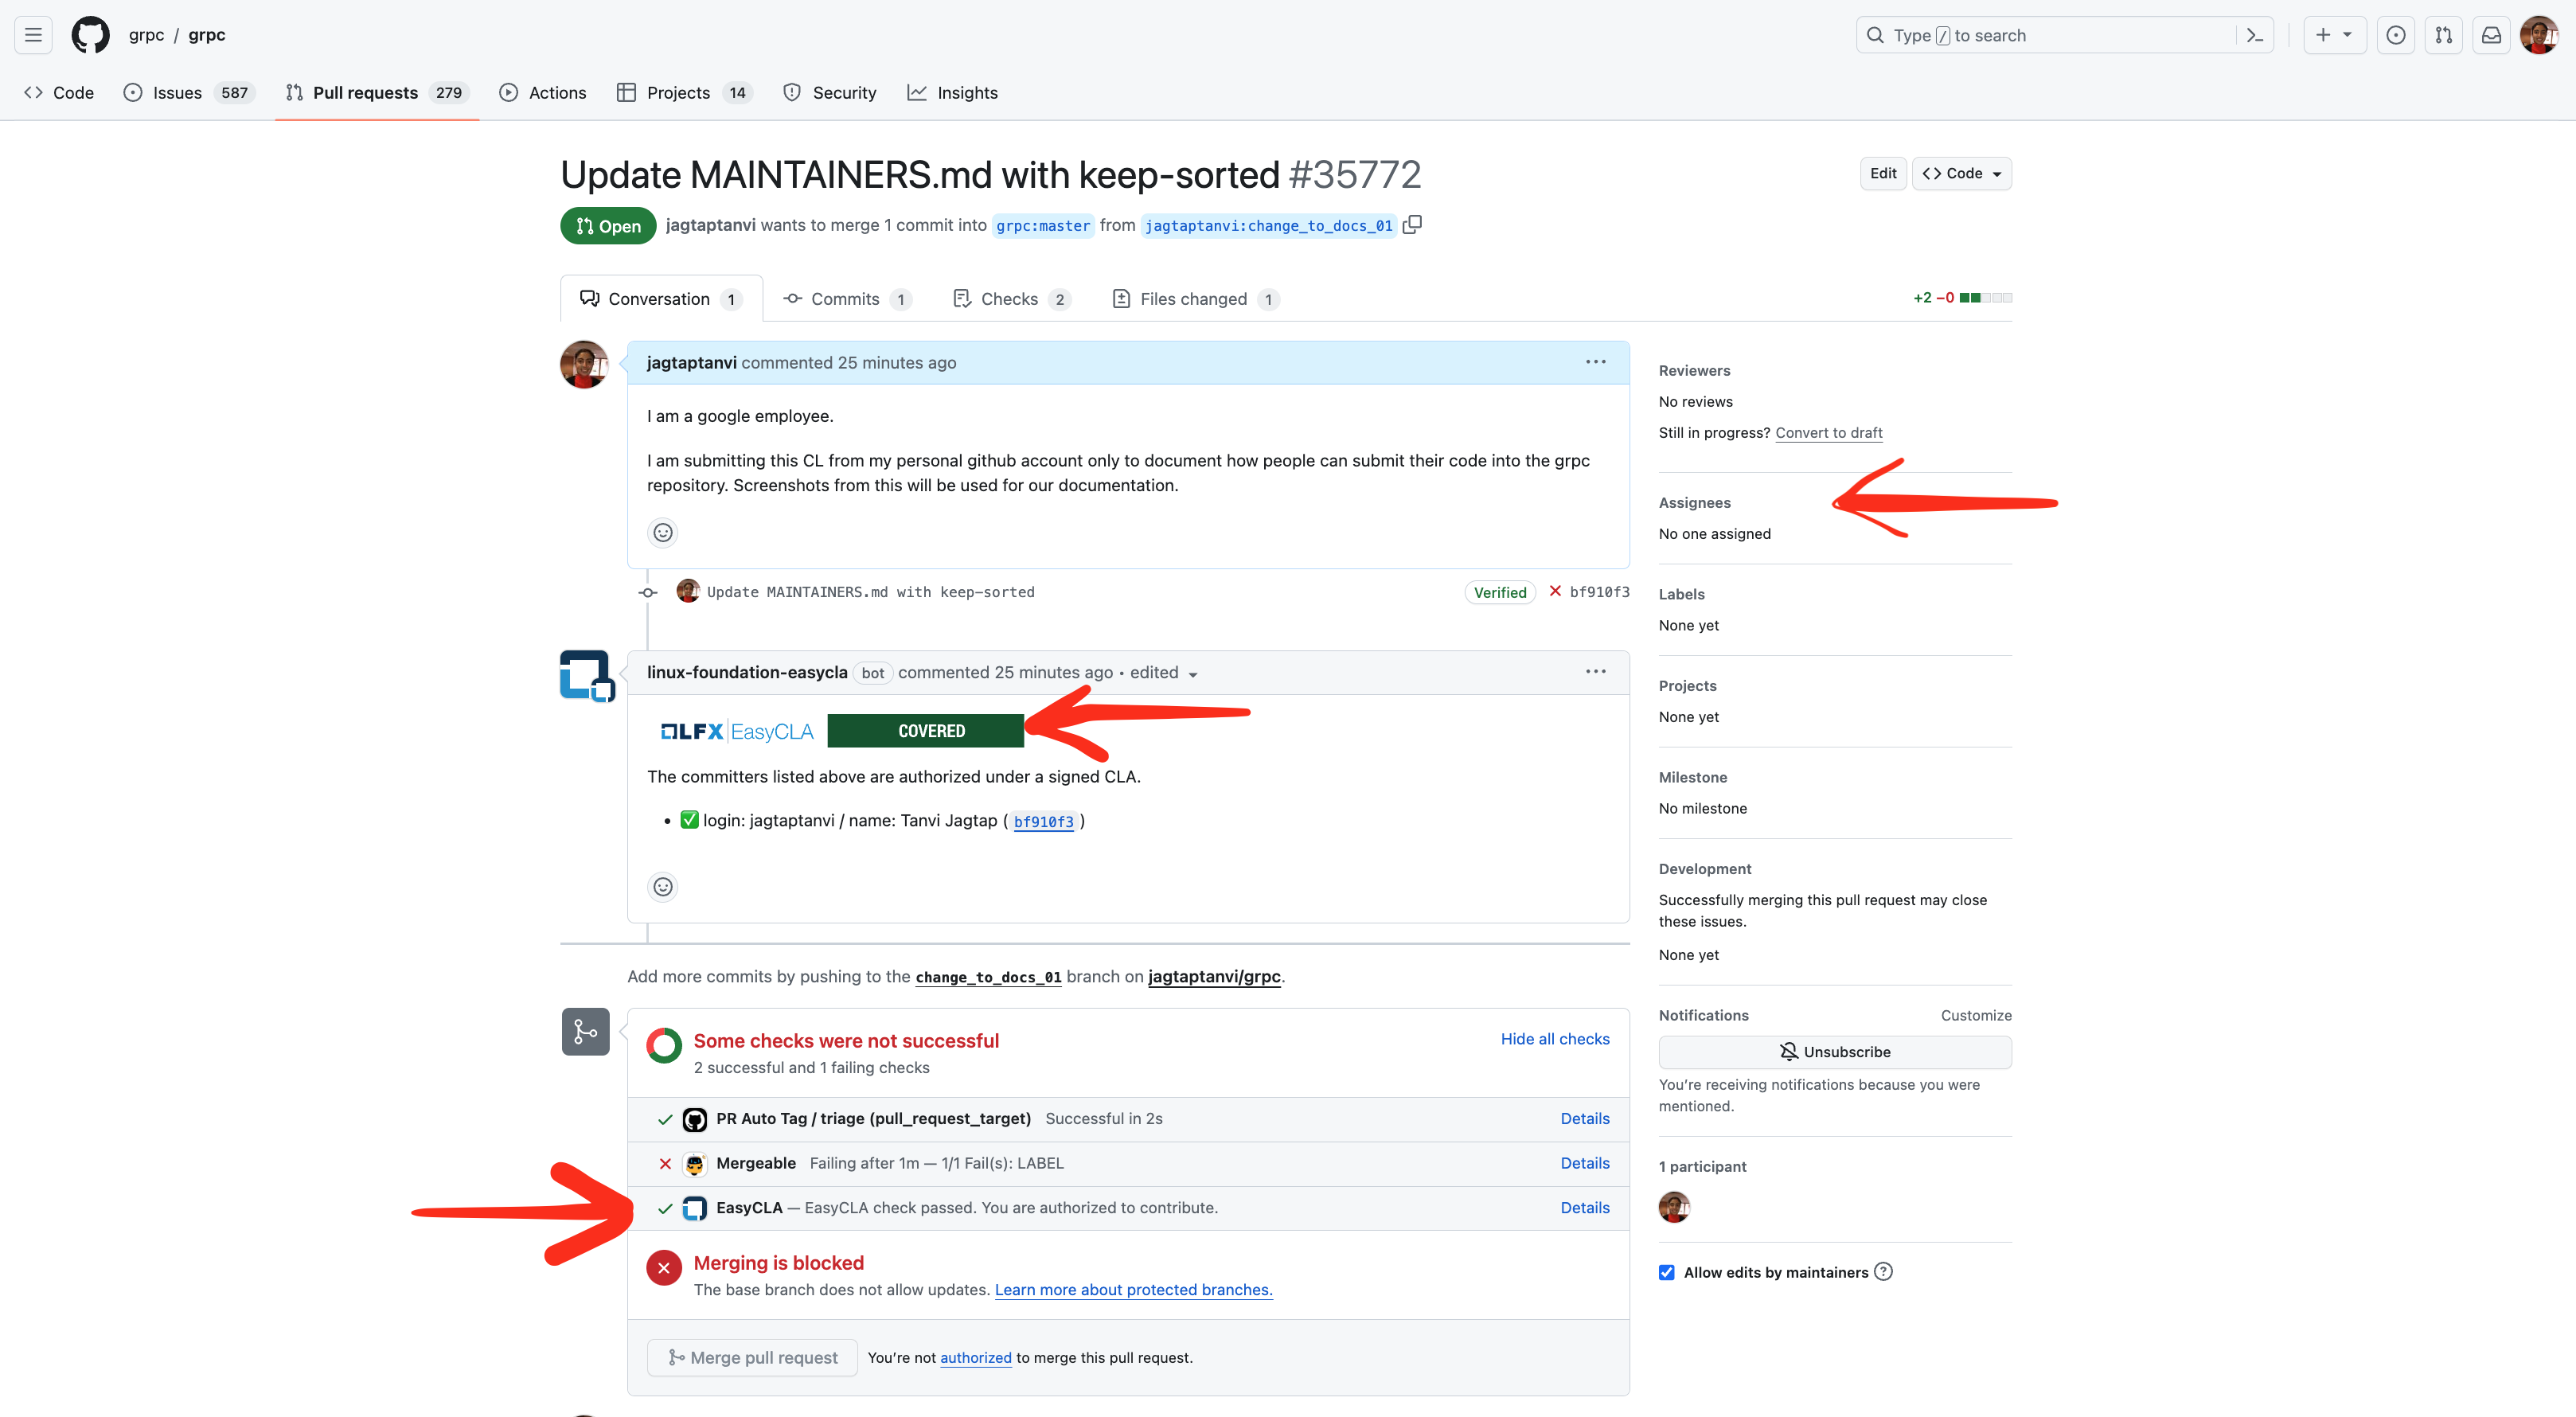 grpc / grpc
Type / to search
Code
Issues 587
Pull requests 279
Actions
Projects 14
Security
Insights
Update MAINTAINERS.md with keep-sorted #35772
Edit
Code
Open
jagtaptanvi wants to merge 1 commit into grpc:master from jagtaptanvi:change_to_docs_01
Conversation 1
Commits 1
Checks 2
Files changed 1
+2 −0
jagtaptanvi commented 25 minutes ago
I am a google employee.
I am submitting this CL from my personal github account only to document how people can submit their code into the grpc
repository. Screenshots from this will be used for our documentation.
Update MAINTAINERS.md with keep-sorted
Verified
bf910f3
linux-foundation-easycla bot commented 25 minutes ago • edited
LFX EasyCLA
COVERED
The committers listed above are authorized under a signed CLA.
• ✅ login: jagtaptanvi / name: Tanvi Jagtap ( bf910f3 )
Add more commits by pushing to the change_to_docs_01 branch on jagtaptanvi/grpc.
Some checks were not successful
Hide all checks
2 successful and 1 failing checks
PR Auto Tag / triage (pull_request_target) Successful in 2s
Details
Mergeable Failing after 1m — 1/1 Fail(s): LABEL
Details
EasyCLA — EasyCLA check passed. You are authorized to contribute.
Details
Merging is blocked
The base branch does not allow updates. Learn more about protected branches.
Merge pull request
You're not authorized to merge this pull request.
Reviewers
No reviews
Still in progress? Convert to draft
Assignees
No one assigned
Labels
None yet
Projects
None yet
Milestone
No milestone
Development
Successfully merging this pull request may close
these issues.
None yet
Notifications
Customize
Unsubscribe
You're receiving notifications because you were
mentioned.
1 participant
Allow edits by maintainers